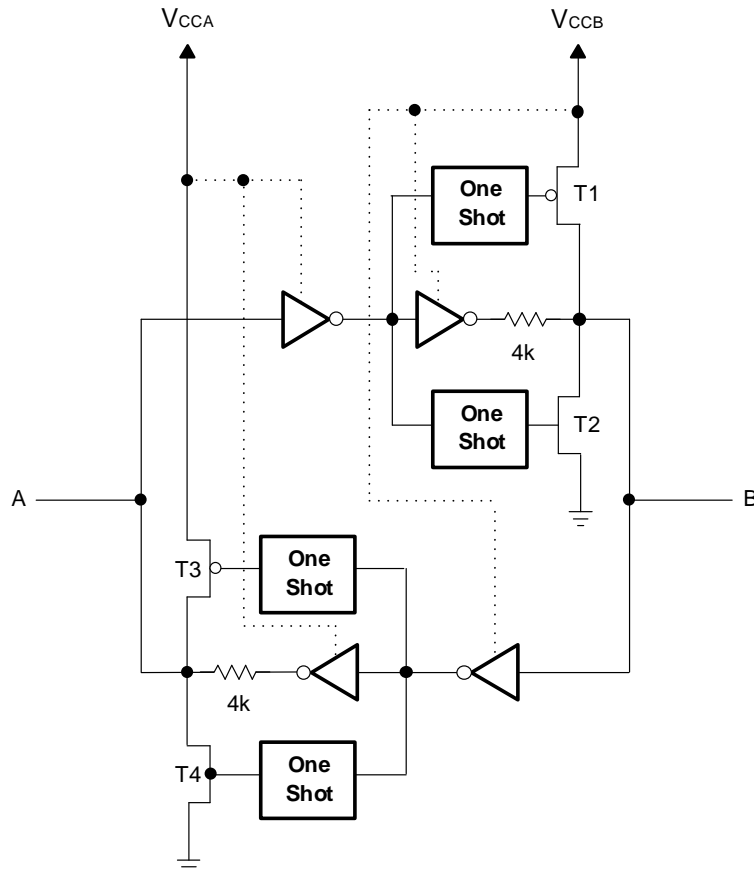 VCCA
VCCB
One
Shot
T1
4k
One
Shot
T2
A
B
T3
One
Shot
4k
T4
One
Shot